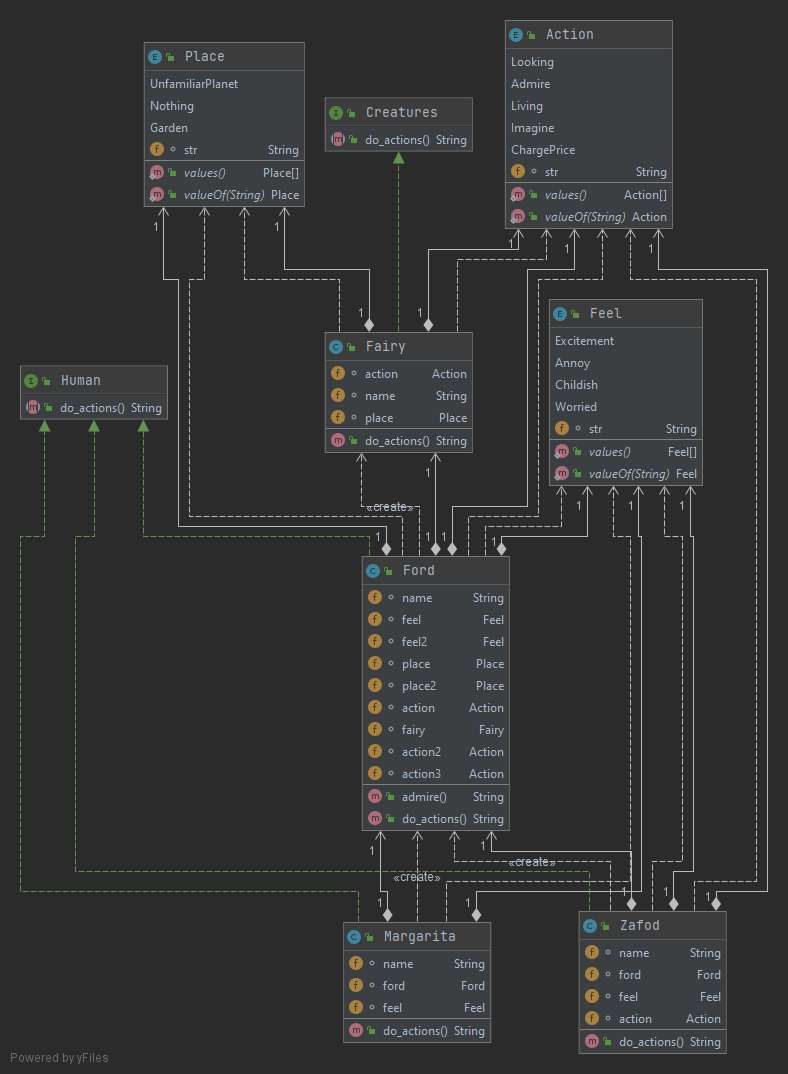 E Place
UnfamiliarPlanet
Nothing
Garden
f str String
m values() Place[]
m valueOf(String) Place
E Action
Looking
Admire
Living
Imagine
ChargePrice
f str String
m values() Action[]
m valueOf(String) Action
I Creatures
m do_actions() String
1
1
1
1
1
1
1
C Fairy
f action Action
f name String
f place Place
m do_actions() String
E Feel
Excitement
Annoy
Childish
Worried
f str String
m values() Feel[]
m valueOf(String) Feel
I Human
m do_actions() String
1
1
1
1
«create»
1
1
1
1
C Ford
f name String
f feel Feel
f feel2 Feel
f place Place
f place2 Place
f action Action
f fairy Fairy
f action2 Action
f action3 Action
m admire() String
m do_actions() String
1
1
«create»
«create»
1
1
1
1
1
C Margarita
f name String
f ford Ford
f feel Feel
m do_actions() String
C Zafod
f name String
f ford Ford
f feel Feel
f action Action
m do_actions() String
Powered by yFiles